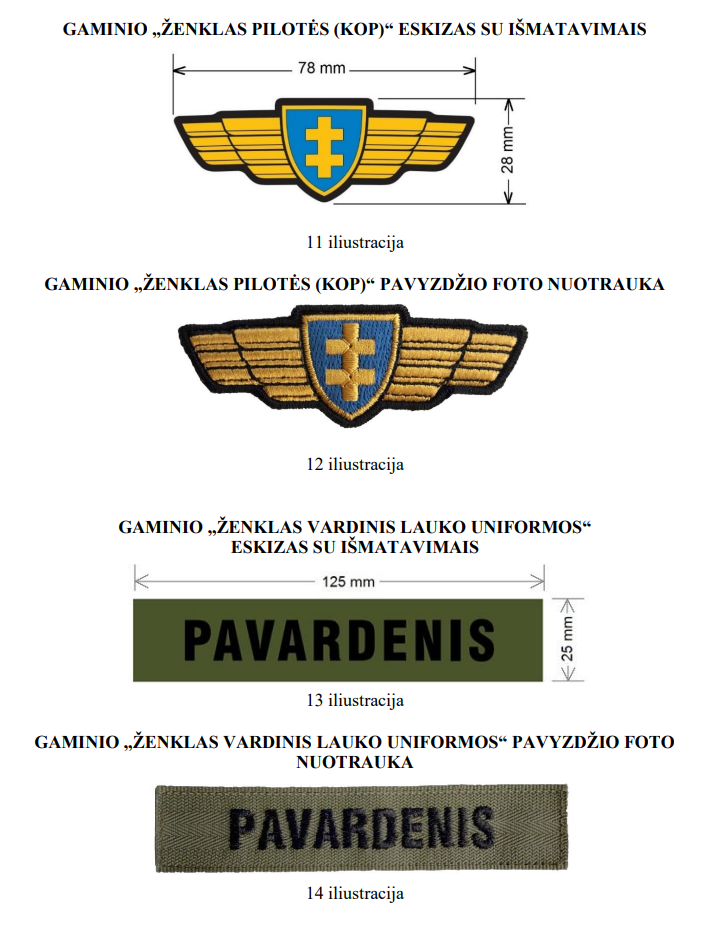 GAMINIO „ŽENKLAS PILOTĖS (KOP)“ ESKIZAS SU IŠMATAVIMAIS
78 mm
28 mm
11 iliustracija
GAMINIO „ŽENKLAS PILOTĖS (KOP)“ PAVYZDŽIO FOTO NUOTRAUKA
12 iliustracija
GAMINIO „ŽENKLAS VARDINIS LAUKO UNIFORMOS“
ESKIZAS SU IŠMATAVIMAIS
125 mm
PAVARDENIS
25 mm
13 iliustracija
GAMINIO „ŽENKLAS VARDINIS LAUKO UNIFORMOS“ PAVYZDŽIO FOTO
NUOTRAUKA
PAVARDENIS
14 iliustracija